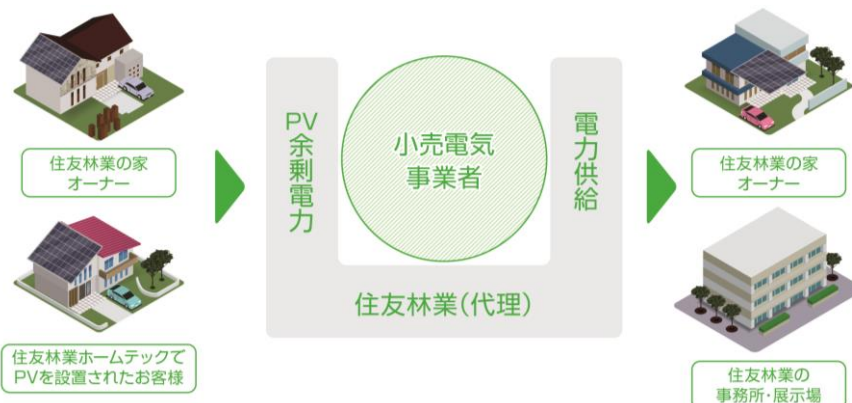 住友林業の家
オーナー
住友林業ホームテックで
PVを設置されたお客様
PV余剰電力
小売電気
事業者
電力供給
住友林業(代理)
住友林業の家
オーナー
住友林業の
事務所・展示場